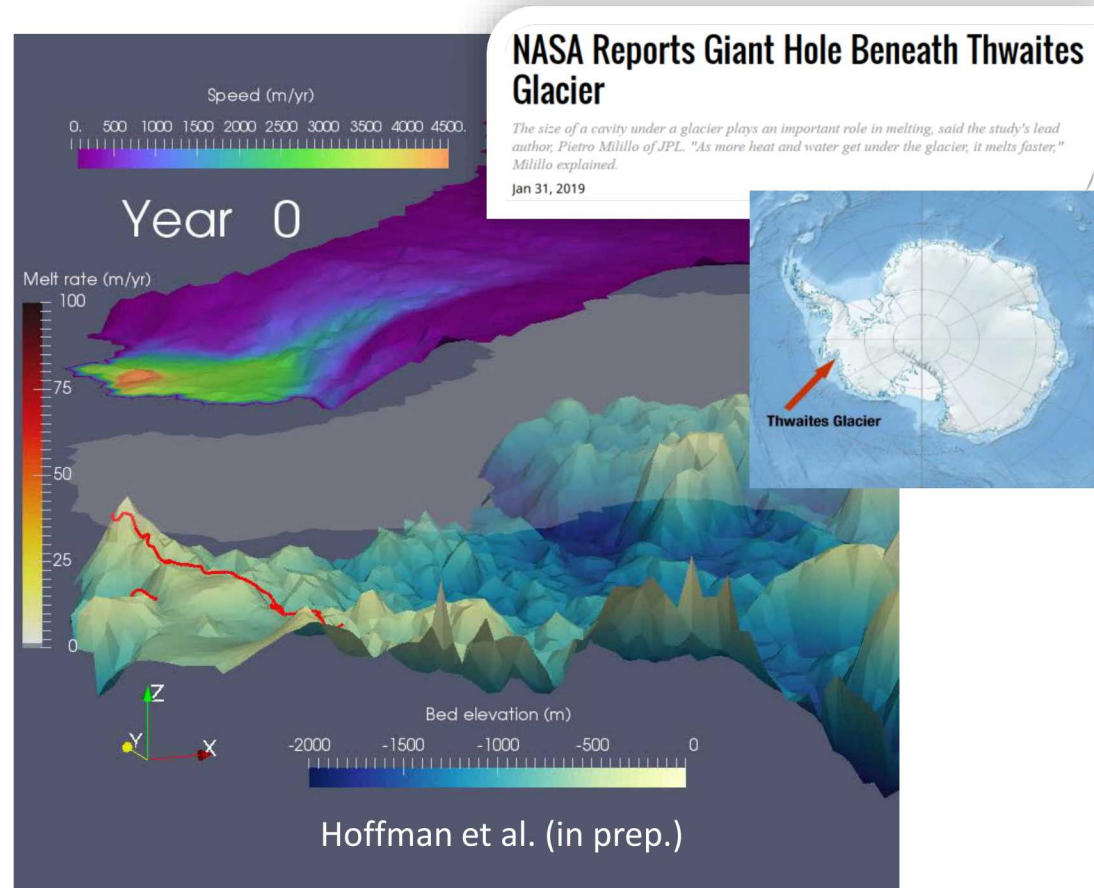 NASA Reports Giant Hole Beneath Thwaites
Glacier
The size of a cavity under a glacier plays an important role in melting, said the study's lead
author, Pietro Milillo of JPL. "As more heat and water get under the glacier, it melts faster,"
Milillo explained.
Jan 31, 2019
Speed (m/yr)
0. 500 1000 1500 2000 2500 3000 3500 4000 4500.
Year 0
Melt rate (m/yr)
100
75
50
25
0
Thwaites Glacier
Z
Y X
Bed elevation (m)
-2000 -1500 -1000 -500 0
Hoffman et al. (in prep.)